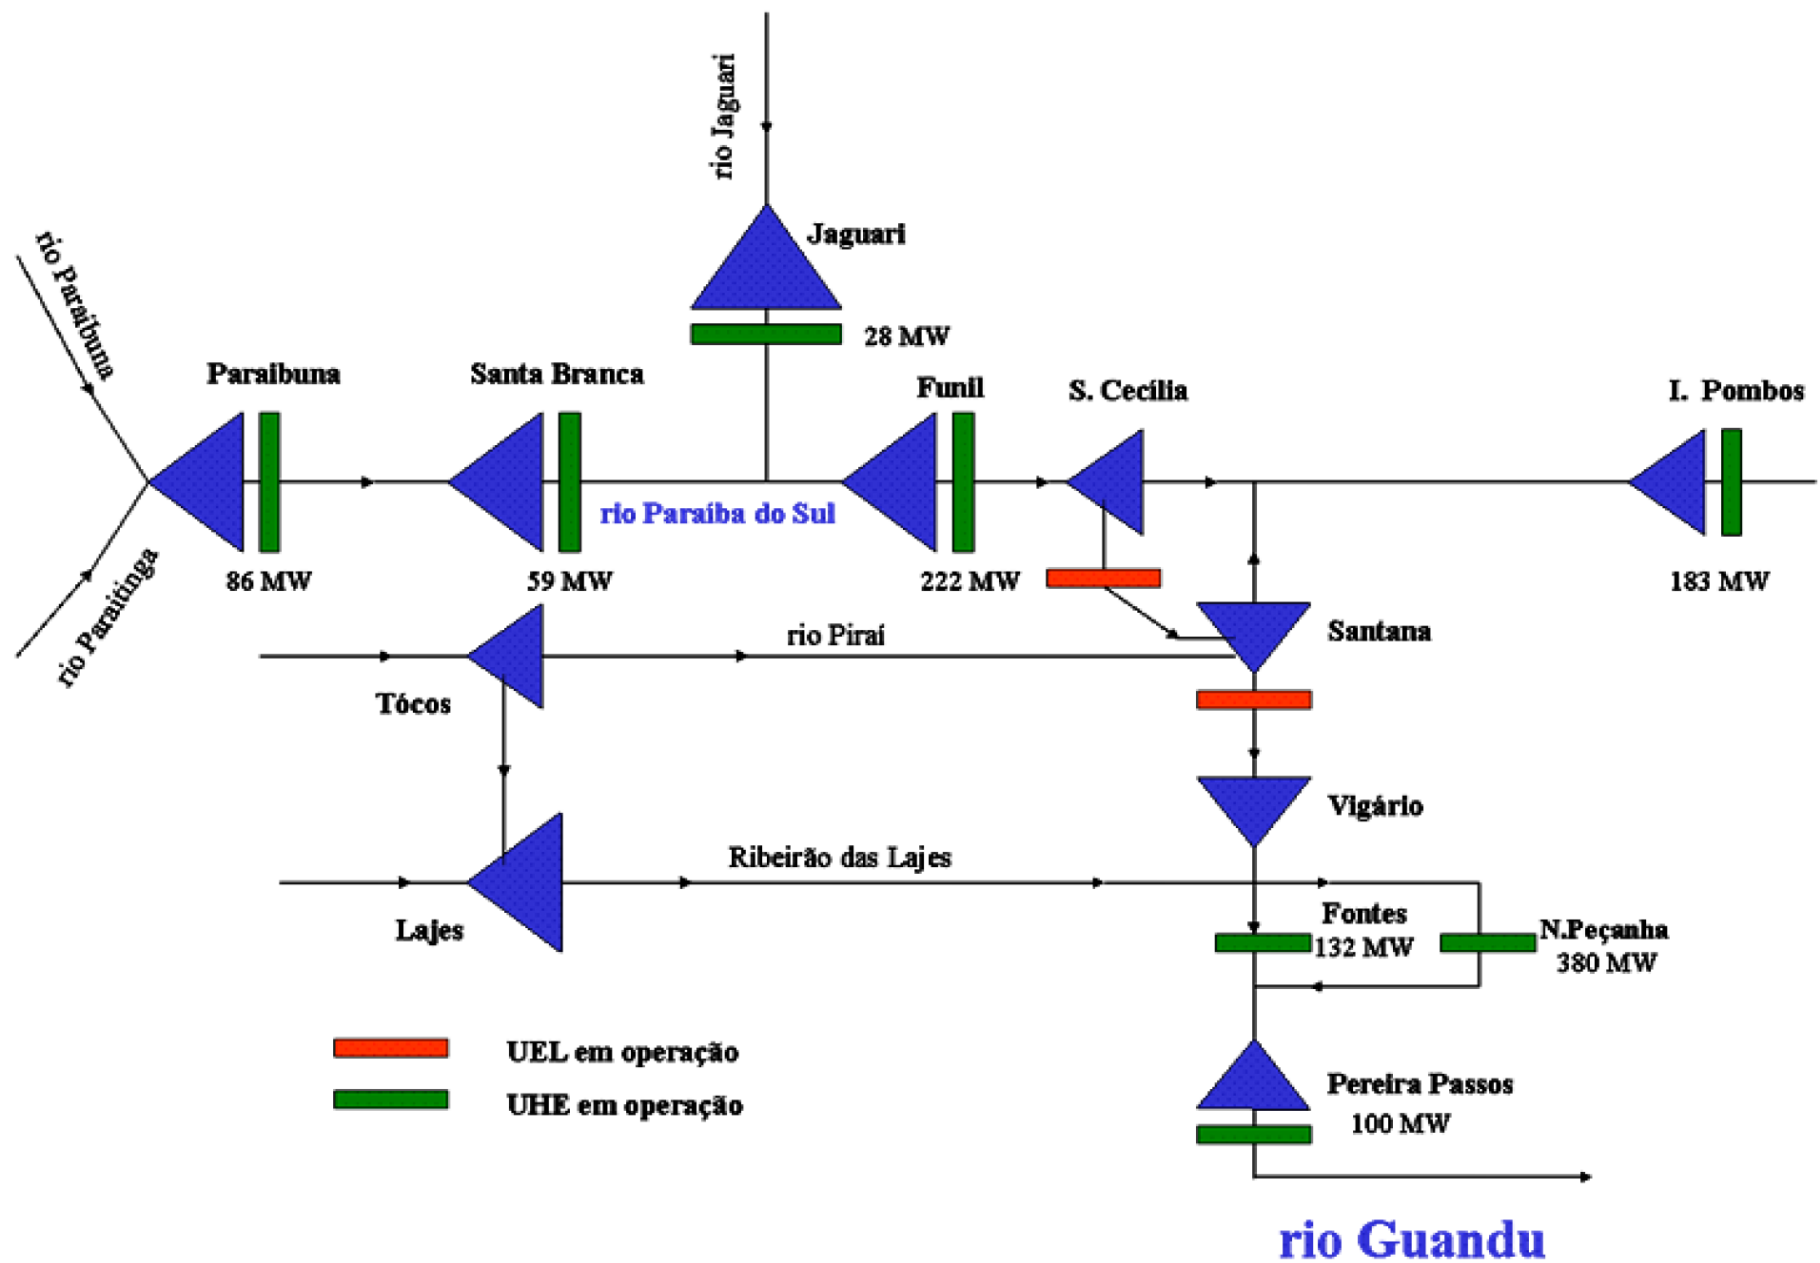 rio Jaguari
Jaguari
28 MW
rio Paraibuna
Paraibuna
Santa Branca
Funil
S. Cecília
I. Pombos
rio Paraíba do Sul
86 MW
59 MW
222 MW
183 MW
rio Paraitinga
rio Piraí
Santana
Tócos
Vigário
Ribeirão das Lajes
Lajes
Fontes
132 MW
N.Peçanha
380 MW
UEL em operação
UHE em operação
Pereira Passos
100 MW
rio Guandu